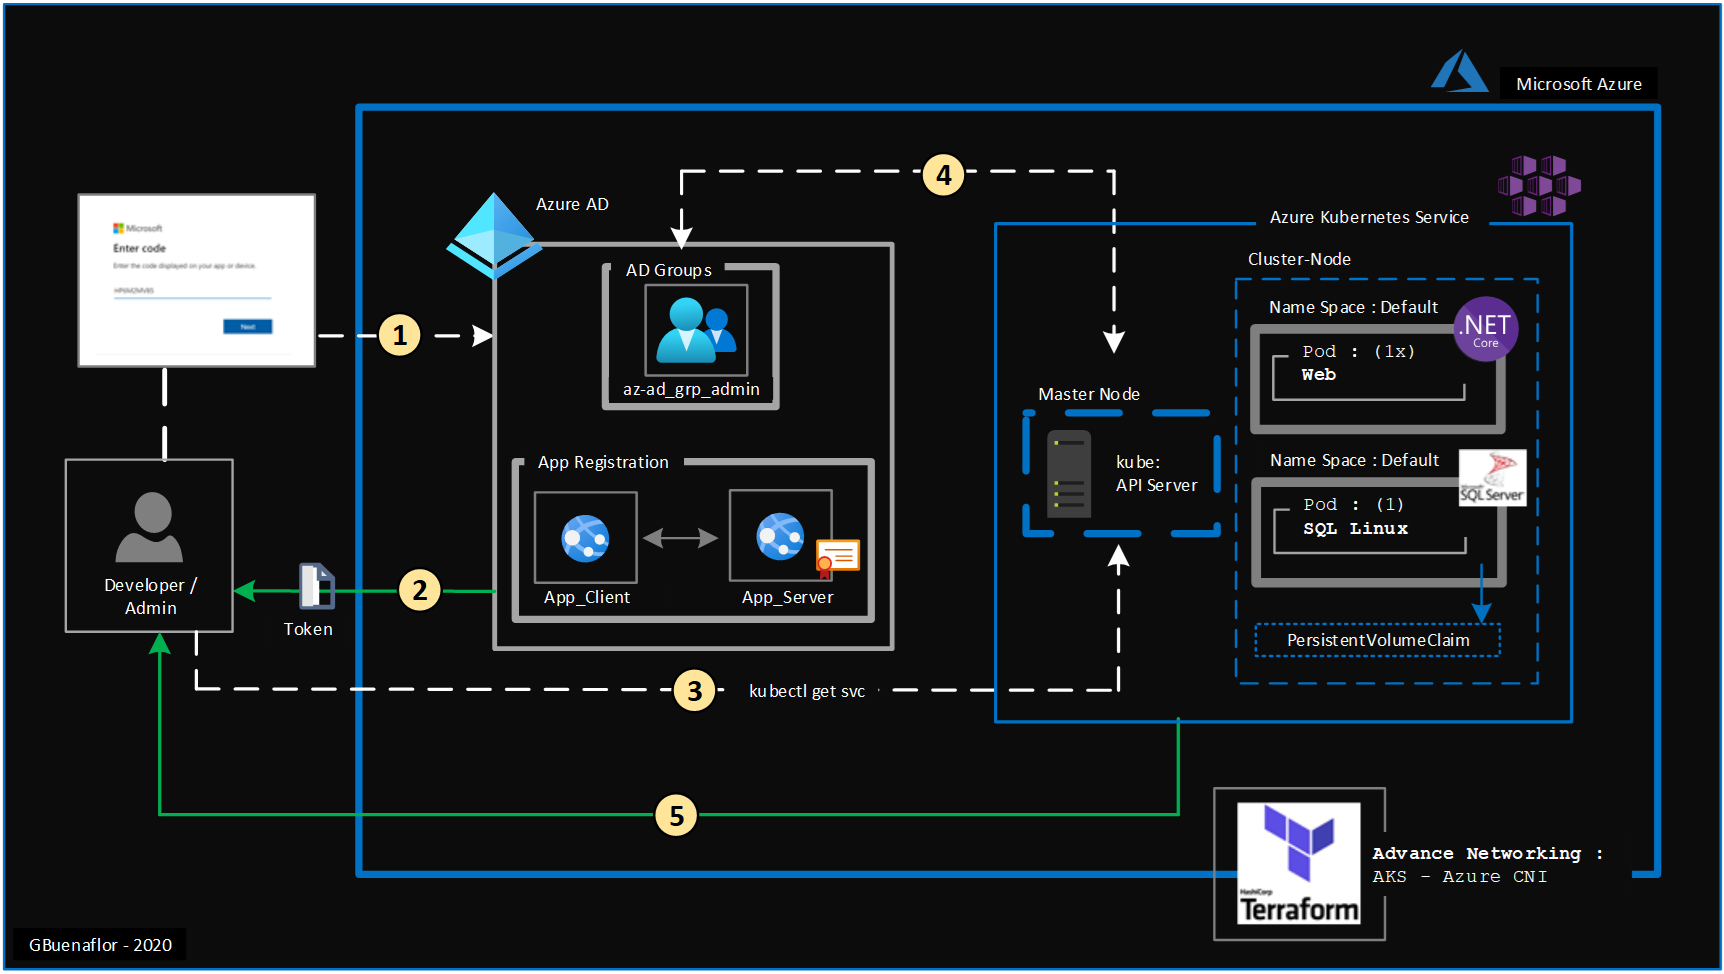 Microsoft Azure
Microsoft
Enter code
Enter the code displayed on your app or device.
Next
1
Azure AD
AD Groups
az-ad_grp_admin
App Registration
App_Client
App_Server
4
Azure Kubernetes Service
Cluster-Node
Name Space : Default
.NET
Core
Pod : (1x)
Web
Master Node
kube:
API Server
Name Space : Default
SQL Server
Pod : (1)
SQL Linux
PersistentVolumeClaim
Developer /
Admin
2
Token
3
kubectl get svc
5
HashiCorp
Terraform
Advance Networking :
AKS - Azure CNI
GBuenaflor - 2020